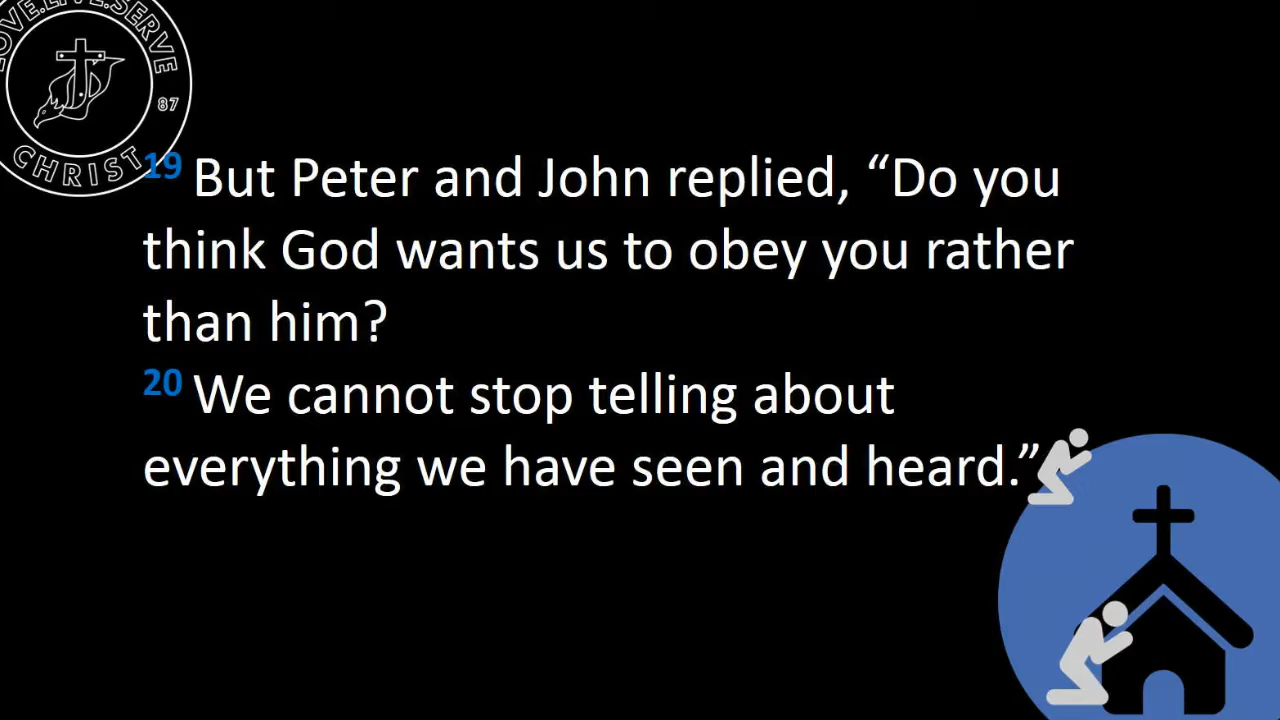 LOVE.LIVE.SERVE
87
CHRIST
19 But Peter and John replied, “Do you
think God wants us to obey you rather
than him?
20 We cannot stop telling about
everything we have seen and heard.”